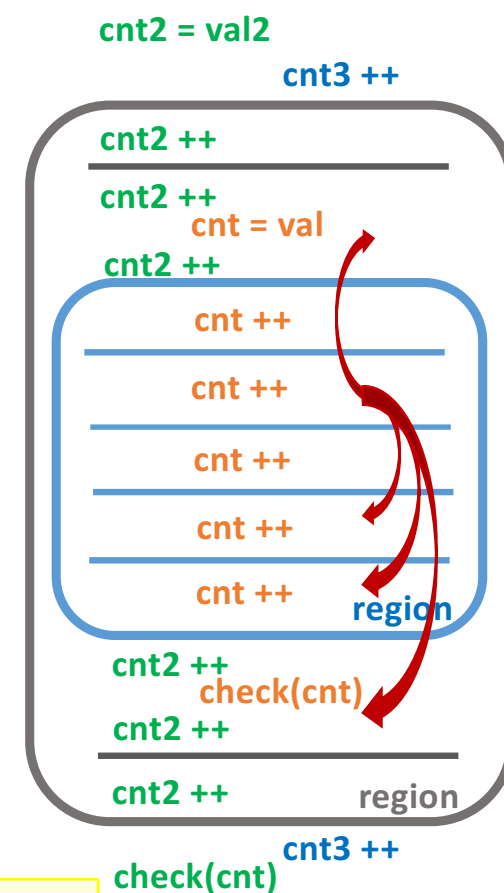 cnt2 = val2
cnt3 ++
cnt2 ++
cnt2 ++
cnt = val
cnt2 ++
cnt ++
cnt ++
cnt ++
cnt ++
cnt ++
region
cnt2 ++
check(cnt)
cnt2 ++
cnt2 ++
region
cnt3 ++
check(cnt)